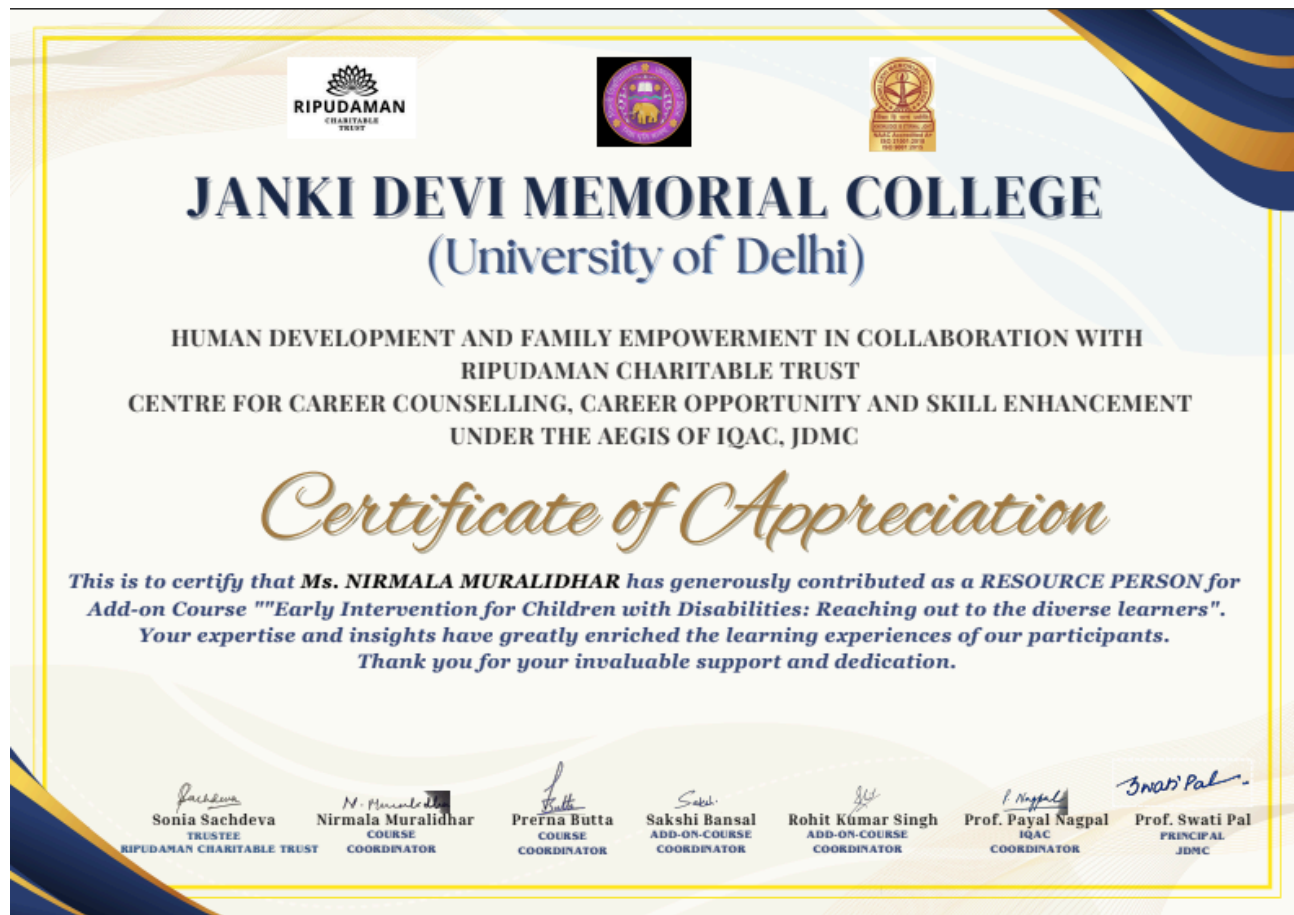 RIPUDAMAN
CHARITABLE
TRUST
JANKI DEVI MEMORIAL COLLEGE
(University of Delhi)
HUMAN DEVELOPMENT AND FAMILY EMPOWERMENT IN COLLABORATION WITH
RIPUDAMAN CHARITABLE TRUST
CENTRE FOR CAREER COUNSELLING, CAREER OPPORTUNITY AND SKILL ENHANCEMENT
UNDER THE AEGIS OF IQAC, JDMC
Certificate of Appreciation
This is to certify that Ms. NIRMALA MURALIDHAR has generously contributed as a RESOURCE PERSON for
Add-on Course ""Early Intervention for Children with Disabilities: Reaching out to the diverse learners".
Your expertise and insights have greatly enriched the learning experiences of our participants.
Thank you for your invaluable support and dedication.
Sachdeva
N. Muralidhar
Butta
Sakshi
P. Nagpal
Swati Pal
Sonia Sachdeva
TRUSTEE
RIPUDAMAN CHARITABLE TRUST
Nirmala Muralidhar
COURSE
COORDINATOR
Prerna Butta
COURSE
COORDINATOR
Sakshi Bansal
ADD-ON-COURSE
COORDINATOR
Rohit Kumar Singh
ADD-ON-COURSE
COORDINATOR
Prof. Payal Nagpal
IQAC
COORDINATOR
Prof. Swati Pal
PRINCIPAL
JDMC